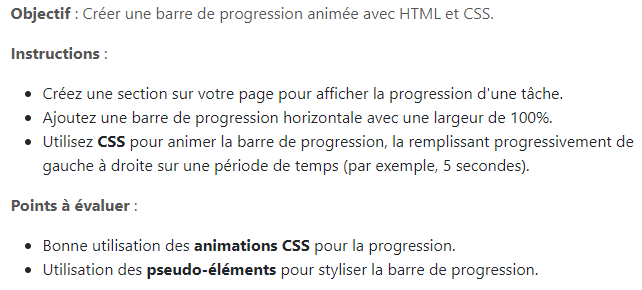 Objectif : Créer une barre de progression animée avec HTML et CSS.
Instructions :
• Créez une section sur votre page pour afficher la progression d'une tâche.
• Ajoutez une barre de progression horizontale avec une largeur de 100%.
• Utilisez CSS pour animer la barre de progression, la remplissant progressivement de
gauche à droite sur une période de temps (par exemple, 5 secondes).
Points à évaluer :
• Bonne utilisation des animations CSS pour la progression.
• Utilisation des pseudo-éléments pour styliser la barre de progression.